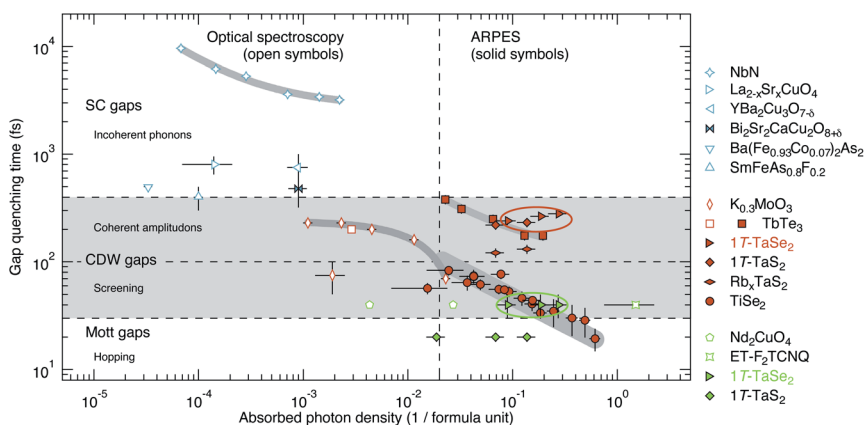 Optical spectroscopy
(open symbols)
ARPES
(solid symbols)
10⁴
10³
10²
10¹
Gap quenching time (fs)
SC gaps
Incoherent phonons
Coherent amplitudons
CDW gaps
Screening
Mott gaps
Hopping
10⁻⁵
10⁻⁴
10⁻³
10⁻²
10⁻¹
10⁰
10¹
Absorbed photon density (1 / formula unit)
NbN
La₂₋ₓSrₓCuO₄
YBa₂Cu₃O₇₋δ
Bi₂Sr₂CaCu₂O₈₊δ
Ba(Fe₀.₉₃Co₀.₀₇)₂As₂
SmFeAs₀.₈F₀.₂
K₀.₃MoO₃
TbTe₃
1T-TaSe₂
1T-TaS₂
RbₓTaS₂
TiSe₂
Nd₂CuO₄
ET-F₂TCNQ
1T-TaSe₂
1T-TaS₂